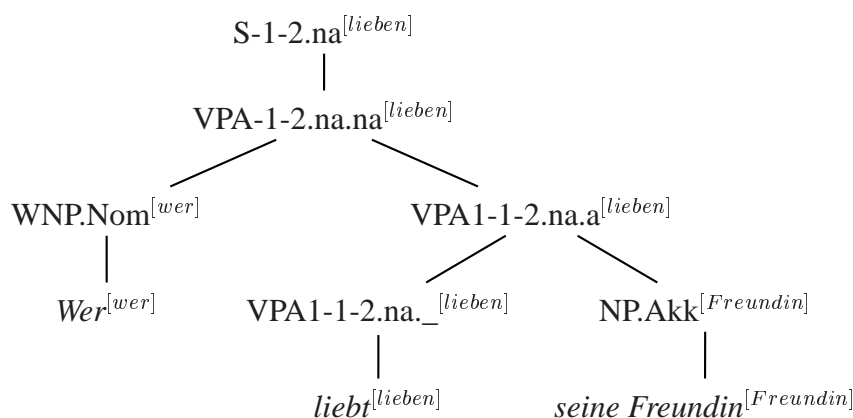 S-1-2.na[lieben]
VPA-1-2.na.na[lieben]
WNP.Nom[wer] VPA1-1-2.na.a[lieben]
Wer[wer] VPA1-1-2.na._[lieben] NP.Akk[Freundin]
liebt[lieben] seine Freundin[Freundin]